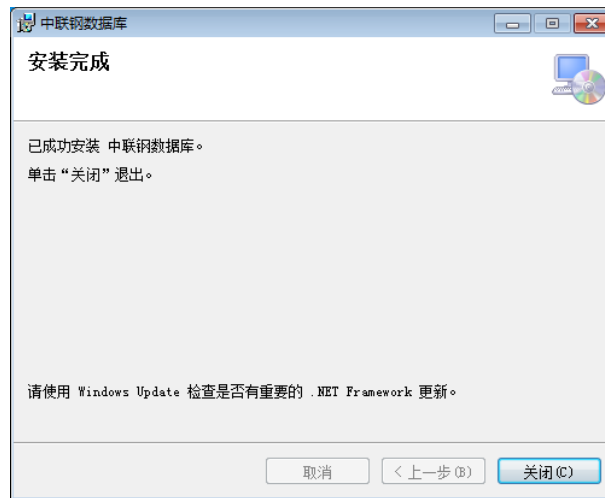 中联钢数据库
安装完成
已成功安装 中联钢数据库。
单击“关闭”退出。
请使用 Windows Update 检查是否有重要的 .NET Framework 更新。
取消
< 上一步(B)
关闭(C)